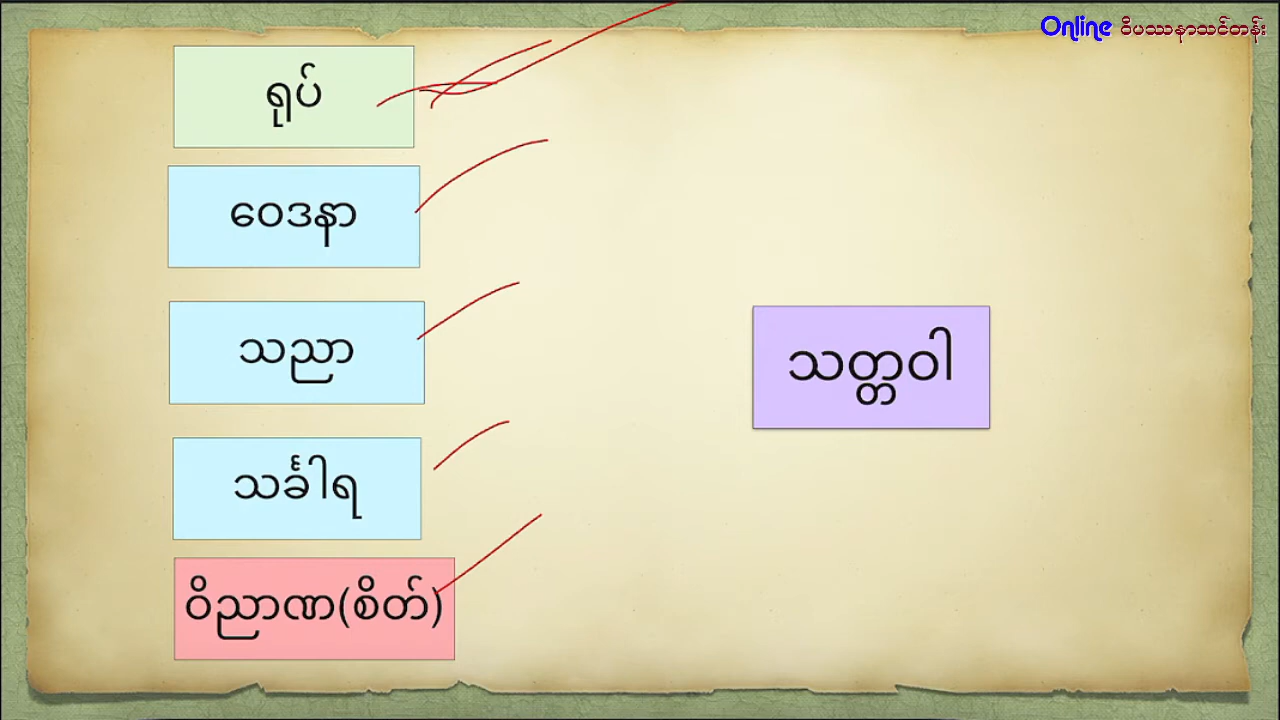 Online ဝိပဿနာသင်တန်း
ရုပ်
ဝေဒနာ
သညာ
သင်္ခါရ
ဝိညာဏ(စိတ်)
သတ္တဝါ